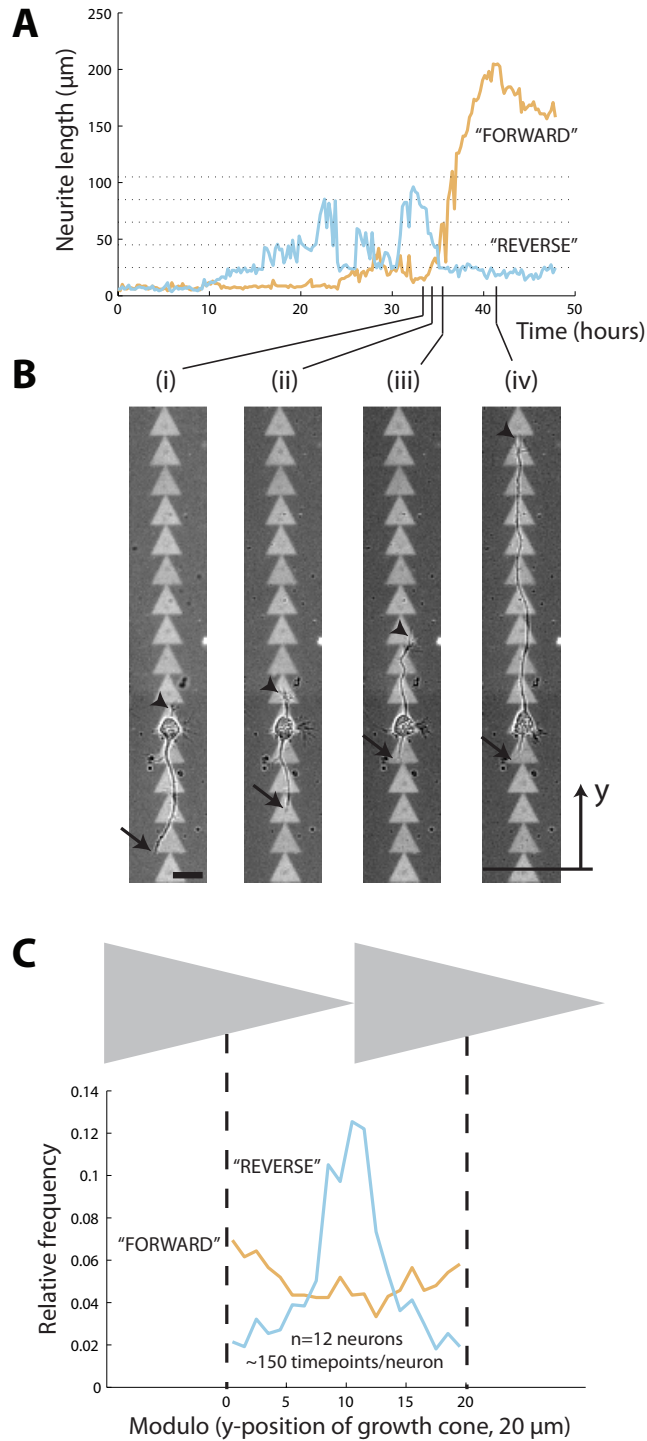 A
Neurite length (µm)
250
200
150
100
50
0
"FORWARD"
"REVERSE"
0 10 20 30 40 50
Time (hours)
B
(i) (ii) (iii) (iv)
y
C
Relative frequency
0.14
0.12
0.1
0.08
0.06
0.04
0.02
0
"REVERSE"
"FORWARD"
n=12 neurons
~150 timepoints/neuron
0 5 10 15 20
Modulo (y-position of growth cone, 20 µm)